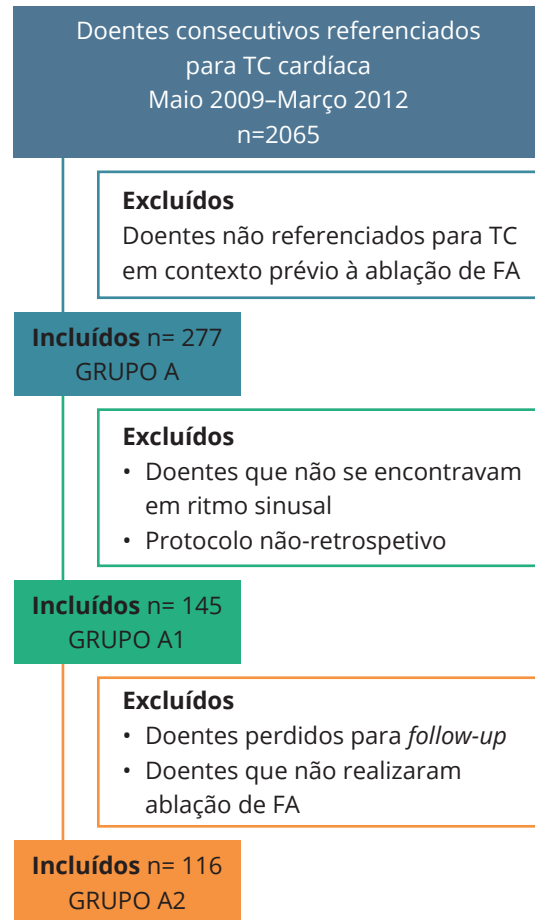 Doentes consecutivos referenciados
para TC cardíaca
Maio 2009–Março 2012
n=2065
Excluídos
Doentes não referenciados para TC
em contexto prévio à ablação de FA
Incluídos n= 277
GRUPO A
Excluídos
• Doentes que não se encontravam
em ritmo sinusal
• Protocolo não-retrospetivo
Incluídos n= 145
GRUPO A1
Excluídos
• Doentes perdidos para follow-up
• Doentes que não realizaram
ablação de FA
Incluídos n= 116
GRUPO A2